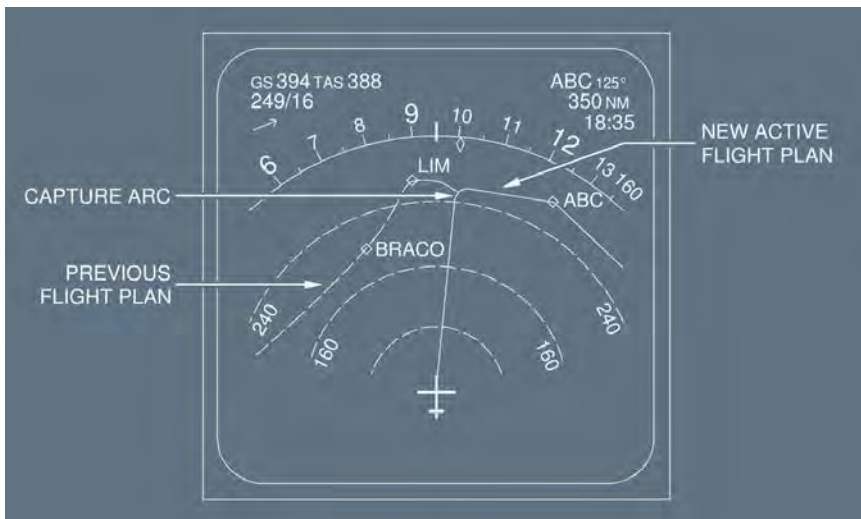 GS 394 TAS 388
249/16
ABC 125°
350 NM
18:35
6 7 8 9 10 11 12 13 160
NEW ACTIVE
FLIGHT PLAN
LIM
CAPTURE ARC
ABC
BRACO
PREVIOUS
FLIGHT PLAN
240
240
160
160